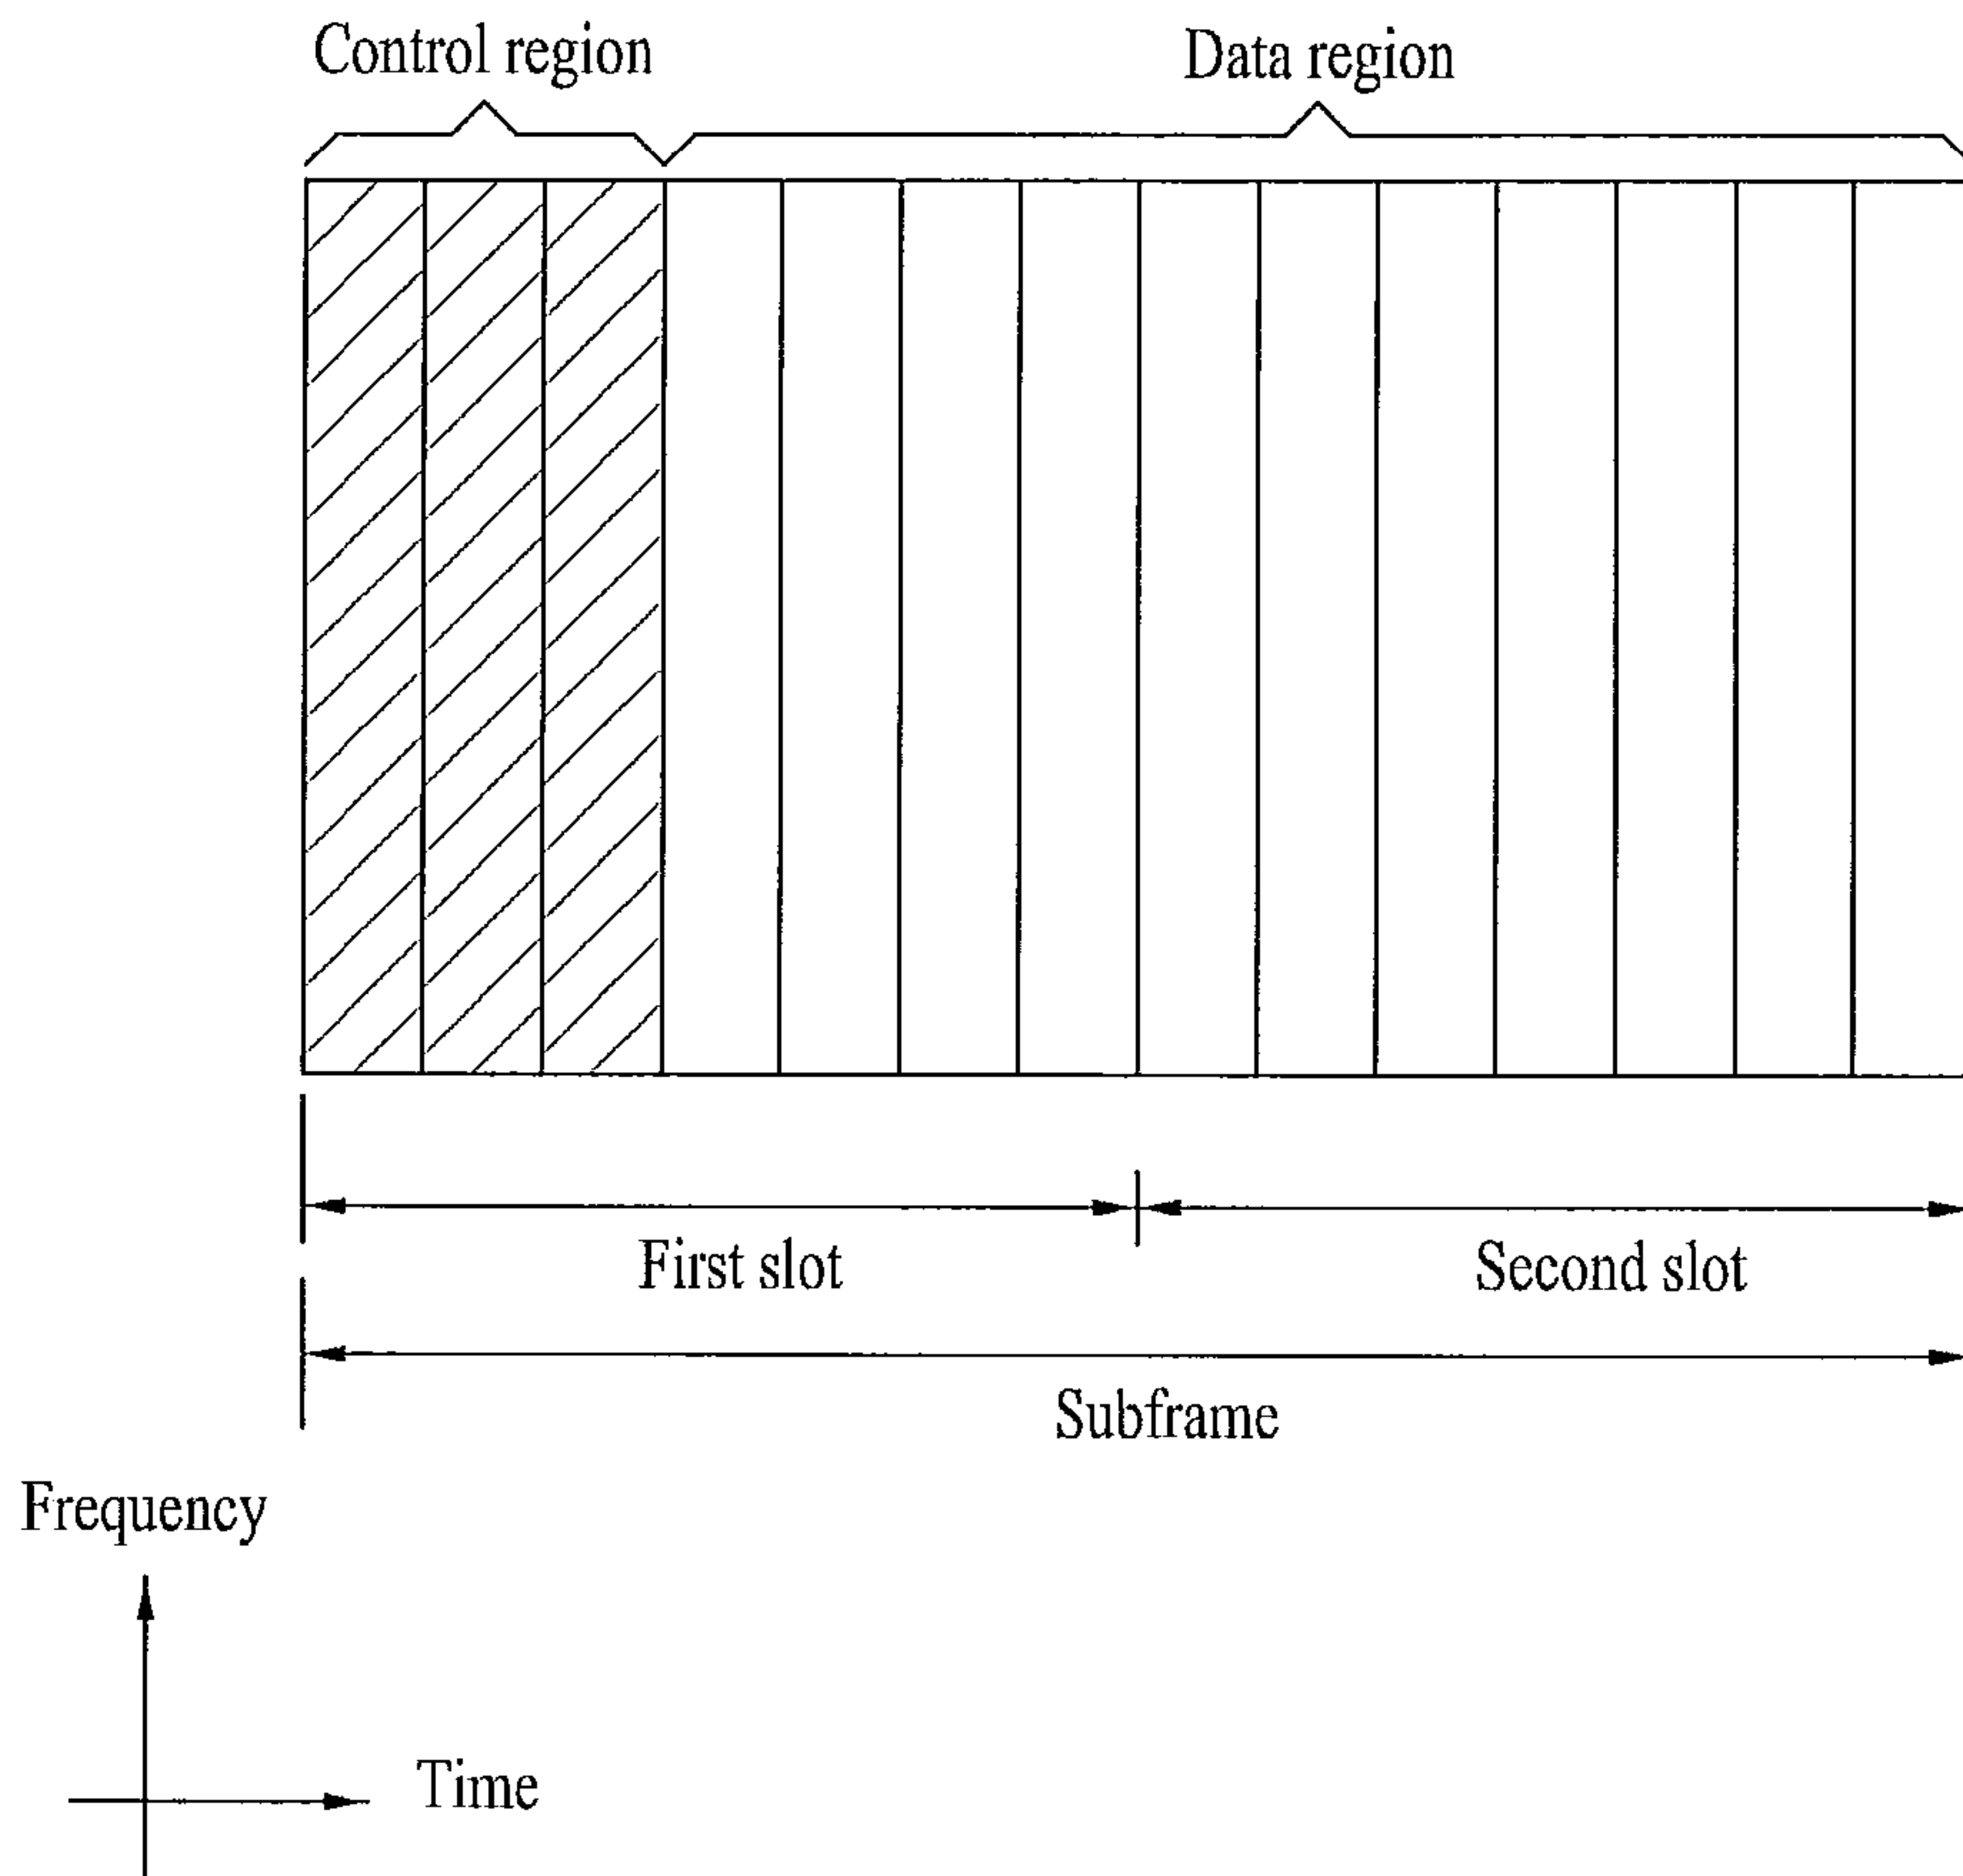 Control region
Data region
First slot
Second slot
Subframe
Frequency
Time